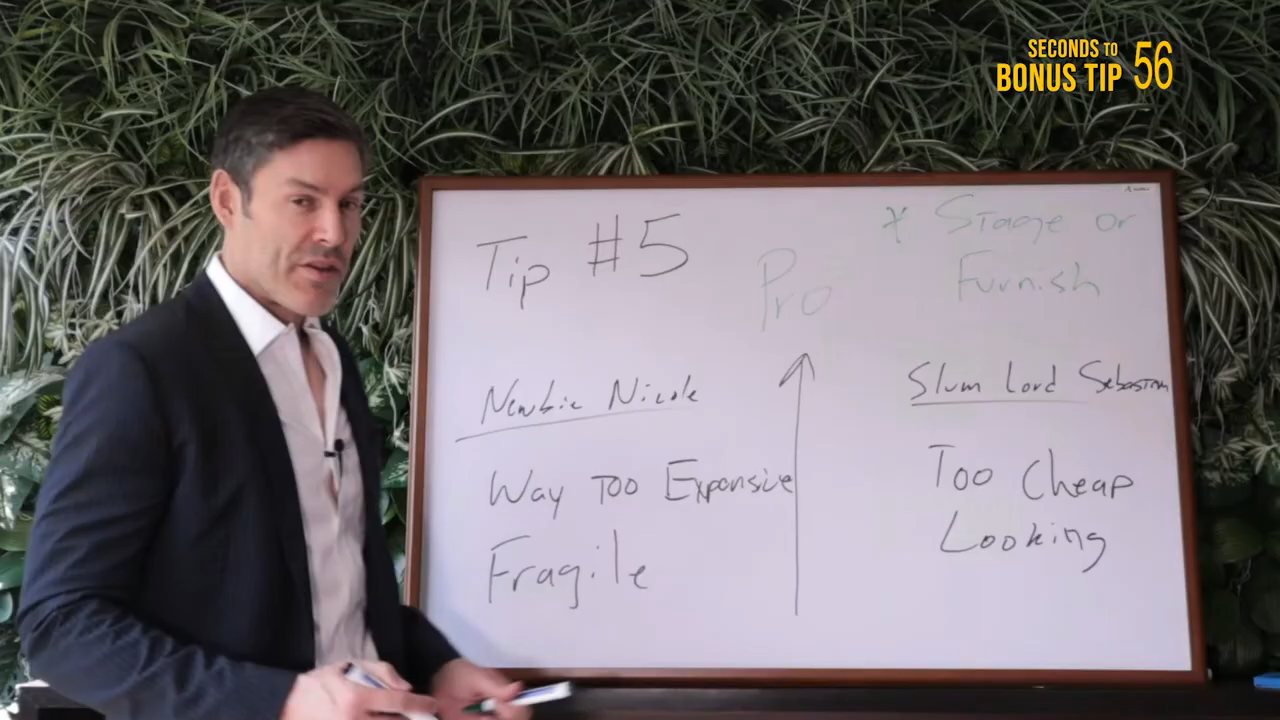 SECONDS TO
BONUS TIP 56
Tip #5
* Stage or
Furnish
Pro
Newbie Nicole
Way Too Expensive
Fragile
Slum Lord Sebastian
Too Cheap
Looking